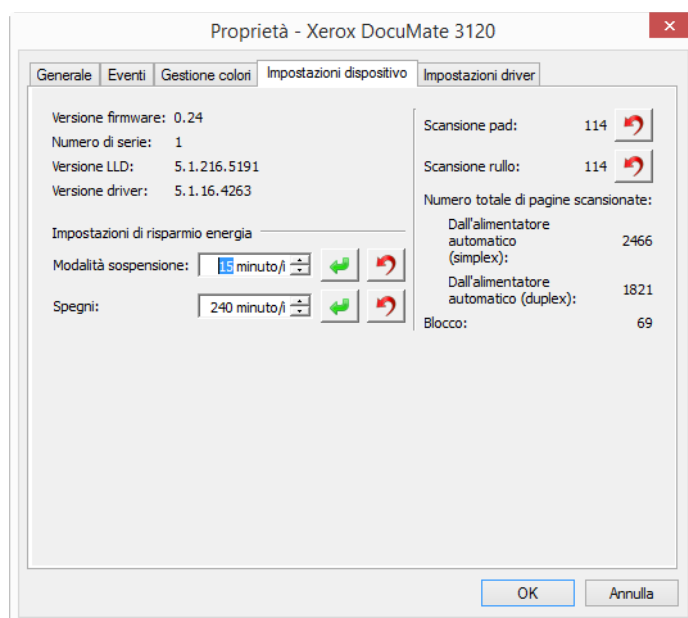 Proprietà - Xerox DocuMate 3120
Generale Eventi Gestione colori Impostazioni dispositivo Impostazioni driver
Versione firmware: 0.24
Numero di serie: 1
Versione LLD: 5.1.216.5191
Versione driver: 5.1.16.4263
Impostazioni di risparmio energia
Modalità sospensione: 15 minuto/i
Spegni: 240 minuto/i
Scansione pad: 114
Scansione rullo: 114
Numero totale di pagine scansionate:
Dall'alimentatore
automatico
(simplex): 2466
Dall'alimentatore
automatico (duplex): 1821
Blocco: 69
OK Annulla